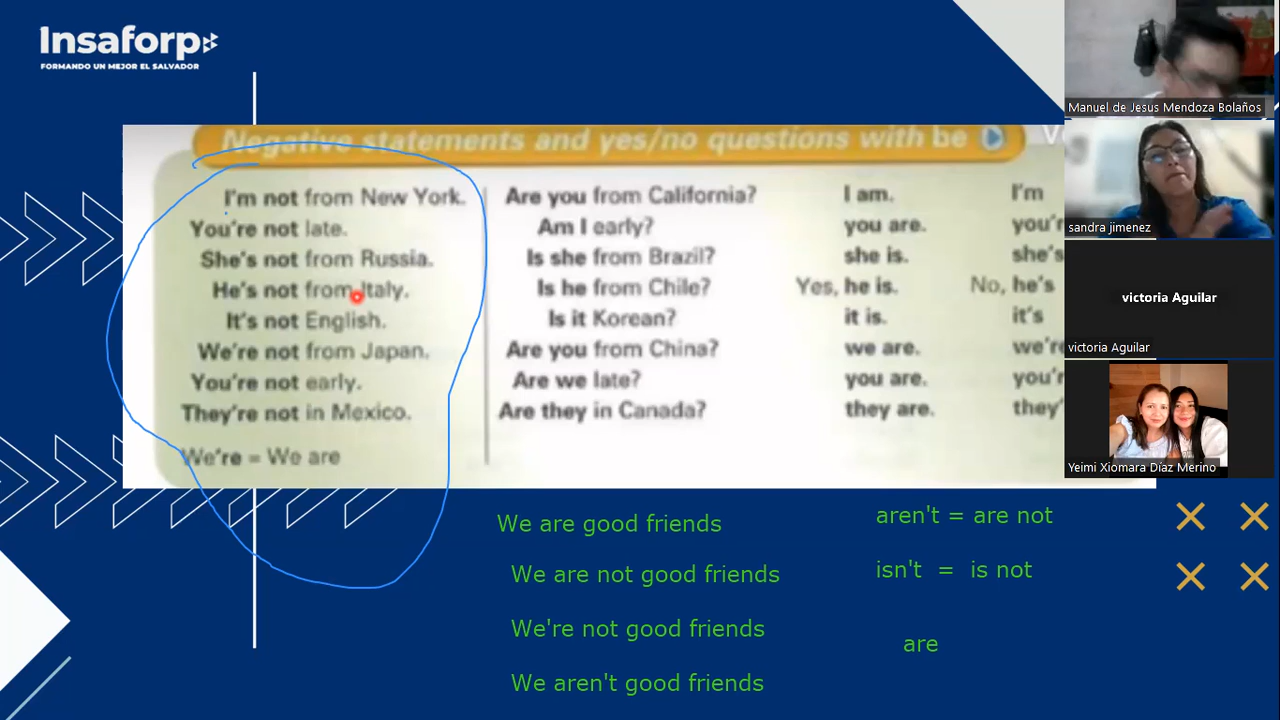 Insaforp
FORMANDO UN MEJOR EL SALVADOR
Negative statements and yes/no questions with be
I'm not from New York.
You're not late.
She's not from Russia.
He's not from Italy.
It's not English.
We're not from Japan.
You're not early.
They're not in Mexico.
We're = We are
Are you from California?
Am I early?
Is she from Brazil?
Is he from Chile?
Is it Korean?
Are you from China?
Are we late?
Are they in Canada?
I am.
you are.
she is.
Yes, he is.
it is.
we are.
you are.
they are.
I'm
she's
No, he's
it's
We are good friends
We are not good friends
We're not good friends
We aren't good friends
aren't = are not
isn't = is not
are
Manuel de Jesus Mendoza Bolaños
sandra jimenez
victoria Aguilar
victoria Aguilar
Yeimi Xiomara Díaz Merino